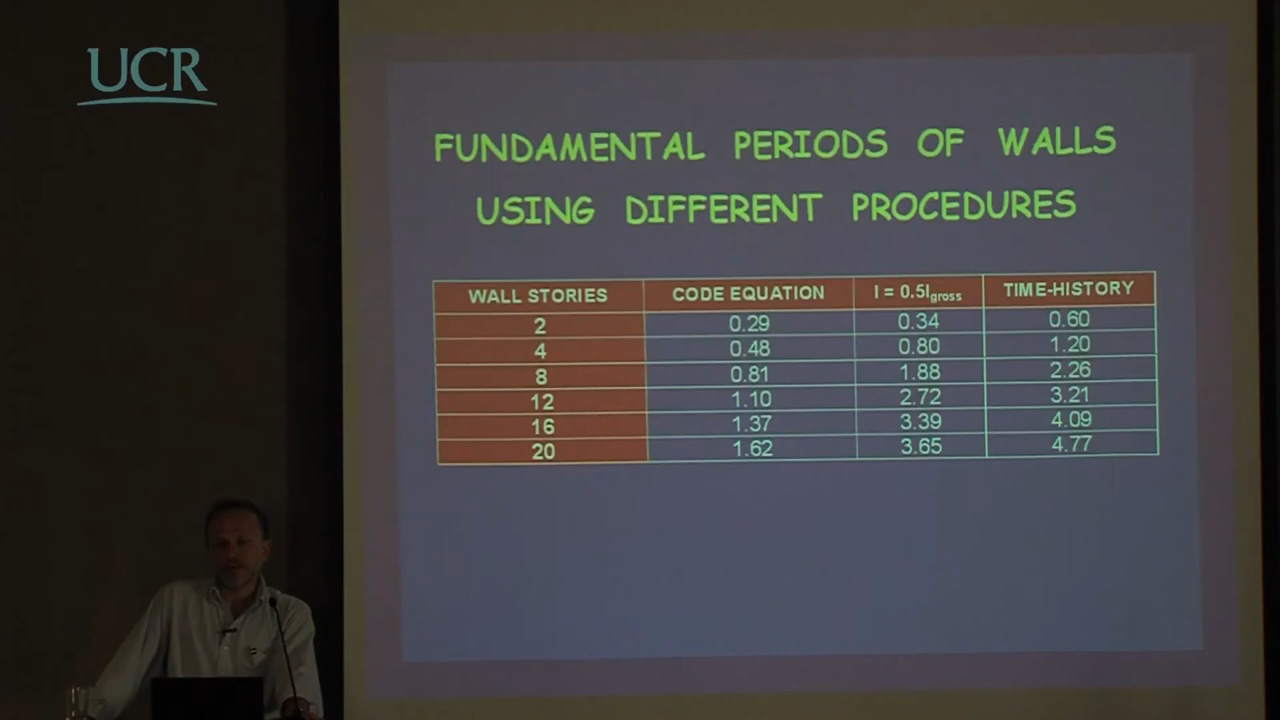 UCR
FUNDAMENTAL PERIODS OF WALLS
USING DIFFERENT PROCEDURES
WALL STORIES CODE EQUATION I = 0.5Igross TIME-HISTORY
2 0.29 0.34 0.60
4 0.48 0.80 1.20
8 0.81 1.88 2.26
12 1.10 2.72 3.21
16 1.37 3.39 4.09
20 1.62 3.65 4.77